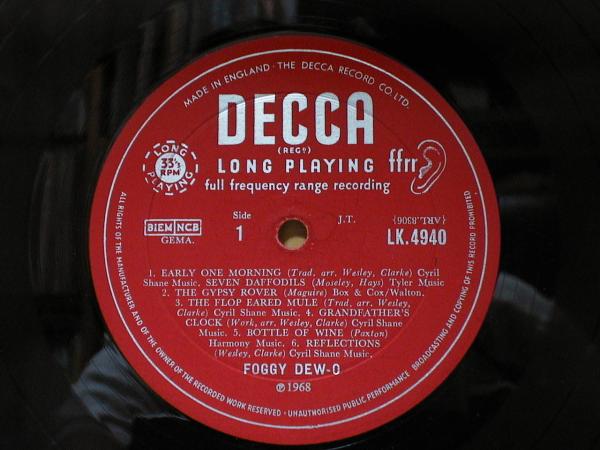 MADE IN ENGLAND · THE DECCA RECORD CO. LTD.
DECCA
(REGD)
LONG PLAYING
ffrr
full frequency range recording
LONG
33⅓
RPM
PLAYING
BIEM NCB
GEMA.
Side
1
J.T.
(ARL.8306)
LK.4940
1. EARLY ONE MORNING (Trad, arr. Wesley, Clarke) Cyril
Shane Music. SEVEN DAFFODILS (Moseley, Hays) Tyler Music
2. THE GYPSY ROVER (Maguire) Box & Cox/Walton.
3. THE FLOP EARED MULE (Trad, arr. Wesley,
Clarke) Cyril Shane Music. 4. GRANDFATHER'S
CLOCK (Work, arr. Wesley, Clarke) Cyril Shane
Music. 5. BOTTLE OF WINE (Paxton)
Harmony Music. 6. REFLECTIONS
(Wesley, Clarke) Cyril Shane Music.
FOGGY DEW-O
℗1968
ALL RIGHTS OF THE MANUFACTURER AND OF THE OWNER OF THE RECORDED WORK RESERVED · UNAUTHORISED PUBLIC PERFORMANCE BROADCASTING AND COPYING OF THIS RECORD PROHIBITED